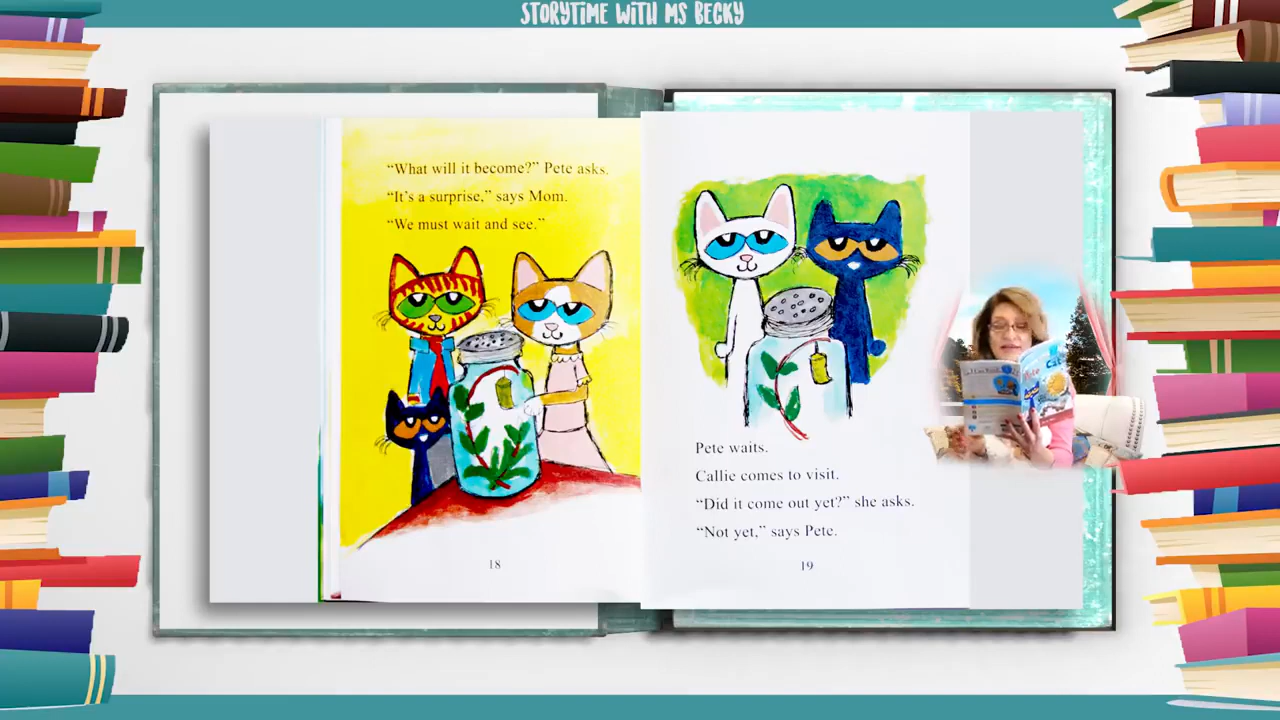 STORYTIME WITH MS BECKY
“What will it become?” Pete asks.
“It’s a surprise,” says Mom.
“We must wait and see.”
18
Pete waits.
Callie comes to visit.
“Did it come out yet?” she asks.
“Not yet,” says Pete.
19
Pete
Cat